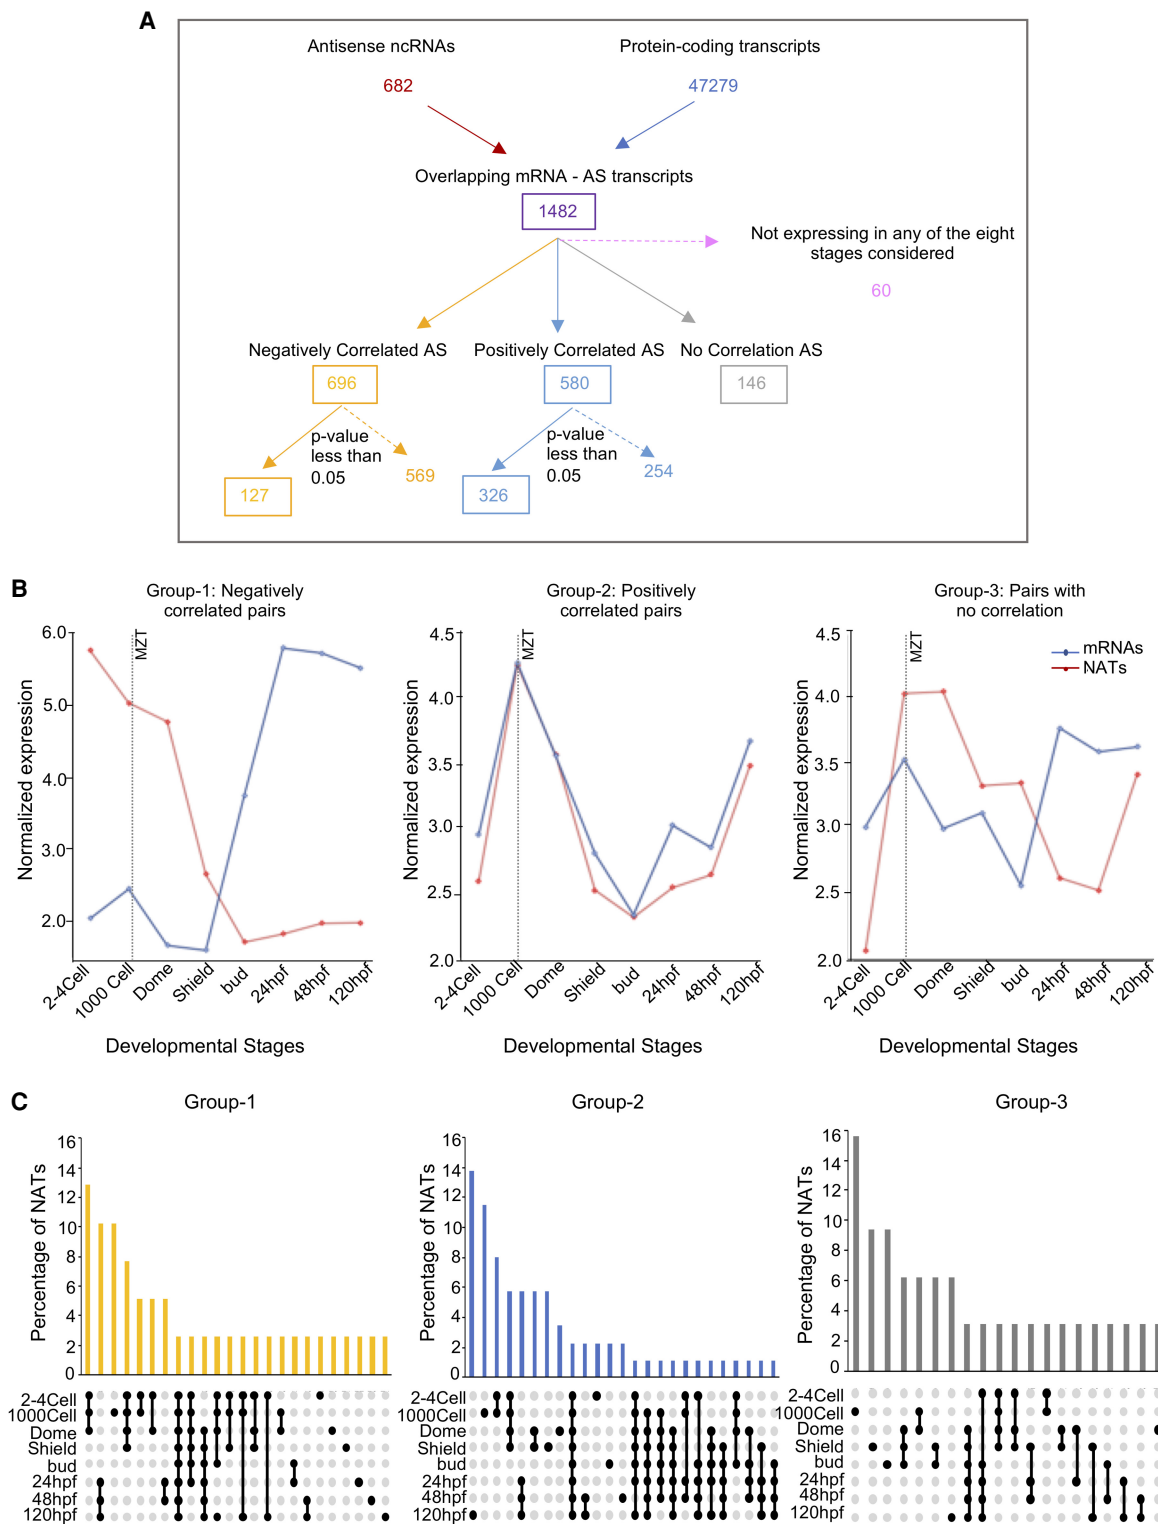 A
Antisense ncRNAs
Protein-coding transcripts
682
47279
Overlapping mRNA - AS transcripts
1482
Not expressing in any of the eight
stages considered
60
Negatively Correlated AS
Positively Correlated AS
No Correlation AS
696
580
146
p-value
less than
0.05
569
127
p-value
less than
0.05
254
326
B
Group-1: Negatively
correlated pairs
Normalized expression
6.0
5.0
4.0
3.0
2.0
MZT
2-4Cell
1000 Cell
Dome
Shield
bud
24hpf
48hpf
120hpf
Developmental Stages
Group-2: Positively
correlated pairs
Normalized expression
4.5
4.0
3.5
3.0
2.5
2.0
MZT
2-4Cell
1000 Cell
Dome
Shield
bud
24hpf
48hpf
120hpf
Developmental Stages
Group-3: Pairs with
no correlation
Normalized expression
4.5
4.0
3.5
3.0
2.5
2.0
MZT
mRNAs
NATs
2-4Cell
1000 Cell
Dome
Shield
bud
24hpf
48hpf
120hpf
Developmental Stages
C
Group-1
Percentage of NATs
16
14
12
10
8
6
4
2
0
2-4Cell
1000Cell
Dome
Shield
bud
24hpf
48hpf
120hpf
Group-2
Percentage of NATs
16
14
12
10
8
6
4
2
0
2-4Cell
1000Cell
Dome
Shield
bud
24hpf
48hpf
120hpf
Group-3
Percentage of NATs
16
14
12
10
8
6
4
2
0
2-4Cell
1000Cell
Dome
Shield
bud
24hpf
48hpf
120hpf